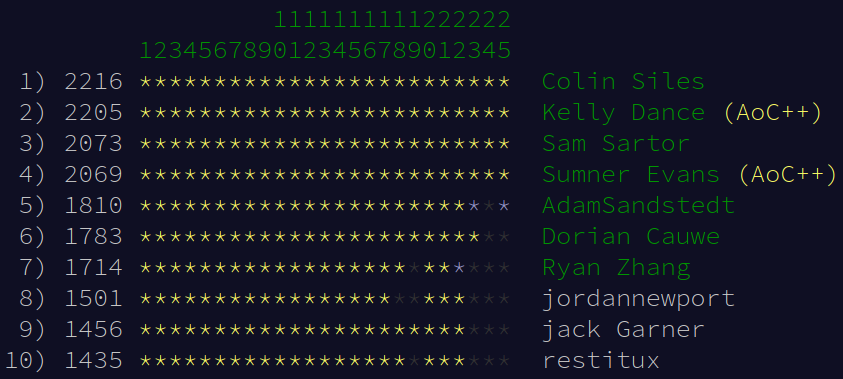 1111111111222222
1234567890123456789012345
1) 2216 ************************* Colin Siles
2) 2205 ************************* Kelly Dance (AoC++)
3) 2073 ************************* Sam Sartor
4) 2069 ************************* Sumner Evans (AoC++)
5) 1810 ************************* AdamSandstedt
6) 1783 ************************* Dorian Cauwe
7) 1714 ************************* Ryan Zhang
8) 1501 ************************* jordannewport
9) 1456 ************************* jack Garner
10) 1435 ************************* restitux